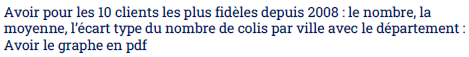 Avoir pour les 10 clients les plus fidèles depuis 2008 : le nombre, la
moyenne, l’écart type du nombre de colis par ville avec le département :
Avoir le graphe en pdf